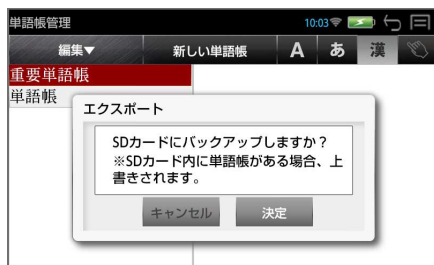 単語帳管理 10:03
編集▼ 新しい単語帳 A あ 漢
重要単語帳
単語帳
エクスポート
SDカードにバックアップしますか？
※SDカード内に単語帳がある場合、上
書きされます。
キャンセル 決定